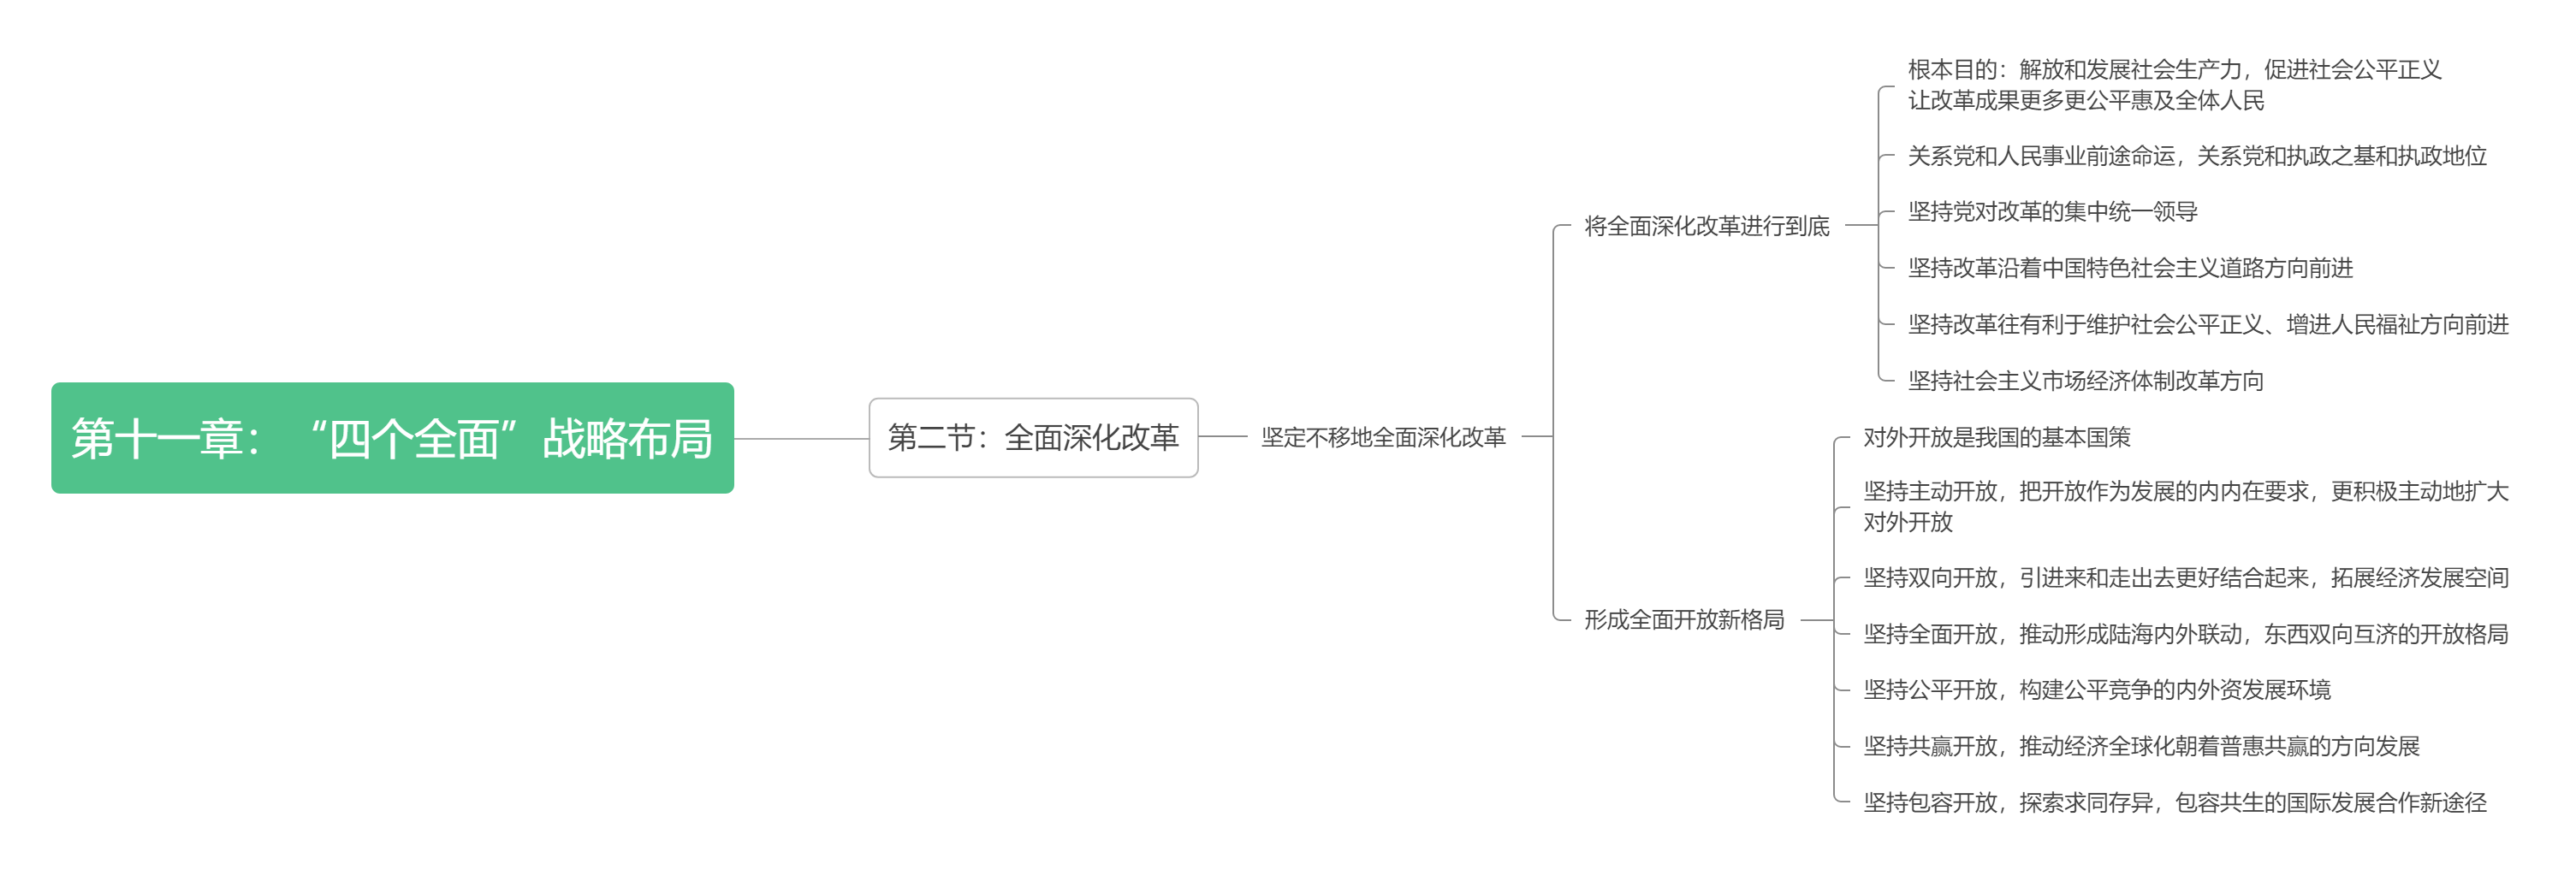 第十一章：“四个全面”战略布局
第二节：全面深化改革
坚定不移地全面深化改革
将全面深化改革进行到底
根本目的：解放和发展社会生产力，促进社会公平正义
让改革成果更多更公平惠及全体人民
关系党和人民事业前途命运，关系党和执政之基和执政地位
坚持党对改革的集中统一领导
坚持改革沿着中国特色社会主义道路方向前进
坚持改革往有利于维护社会公平正义、增进人民福祉方向前进
坚持社会主义市场经济体制改革方向
形成全面开放新格局
对外开放是我国的基本国策
坚持主动开放，把开放作为发展的内内在要求，更积极主动地扩大
对外开放
坚持双向开放，引进来和走出去更好结合起来，拓展经济发展空间
坚持全面开放，推动形成陆海内外联动，东西双向互济的开放格局
坚持公平开放，构建公平竞争的内外资发展环境
坚持共赢开放，推动经济全球化朝着普惠共赢的方向发展
坚持包容开放，探索求同存异，包容共生的国际发展合作新途径